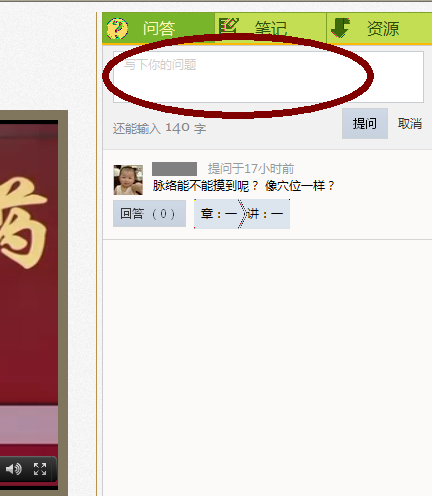 问答 笔记 资源
写下你的问题
还能输入 140 字 提问 取消
提问于17小时前
脉络能不能摸到呢？ 像穴位一样？
回答 （ 0 ） 章：一 讲：一